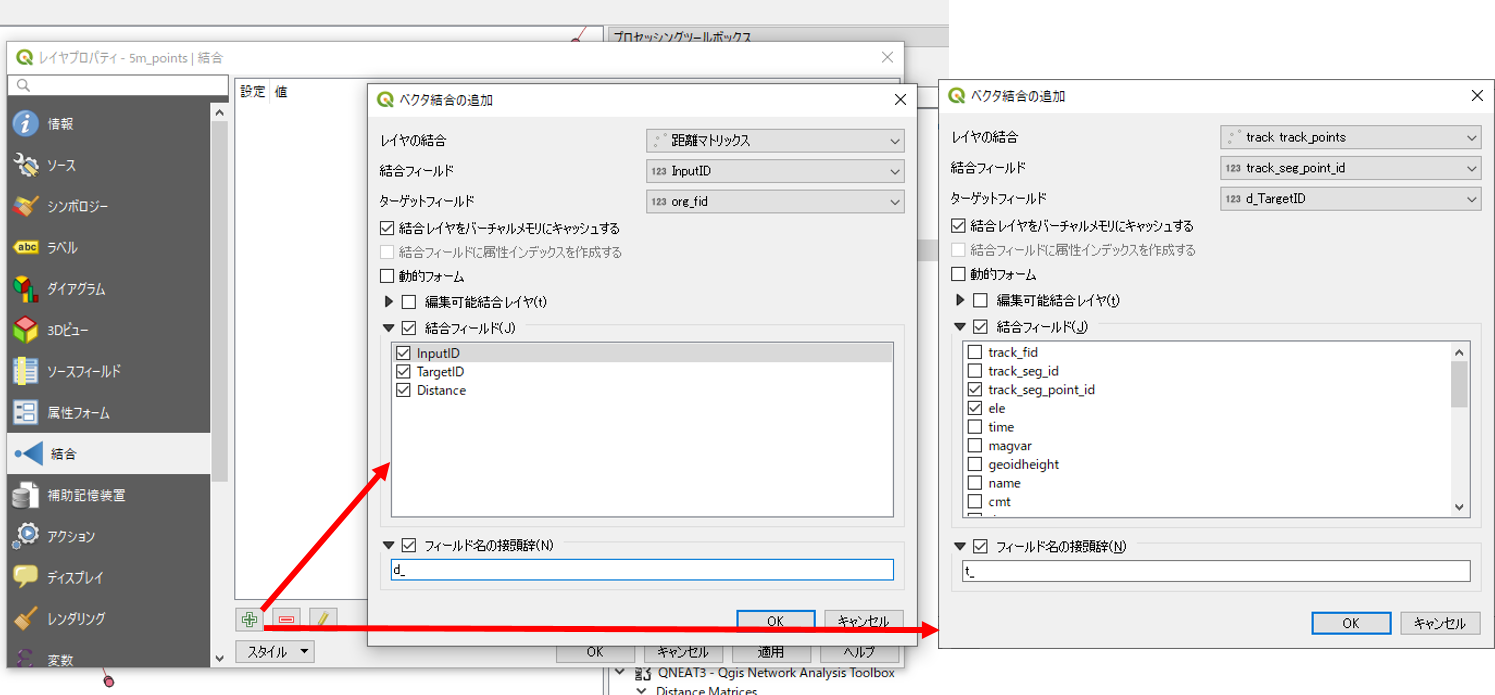 プロセッシングツールボックス
レイヤプロパティ - 5m_points | 結合
情報
ソース
シンボロジー
abc ラベル
ダイアグラム
3Dビュー
ソースフィールド
属性フォーム
結合
補助記憶装置
アクション
ディスプレイ
レンダリング
変数
設定 値
スタイル
OK キャンセル 適用 ヘルプ
ベクタ結合の追加
レイヤの結合 距離マトリックス
結合フィールド 123 InputID
ターゲットフィールド 123 org_fid
結合レイヤをバーチャルメモリにキャッシュする
結合フィールドに属性インデックスを作成する
動的フォーム
編集可能結合レイヤ(t)
結合フィールド(J)
InputID
TargetID
Distance
フィールド名の接頭辞(N)
d_
OK キャンセル
ベクタ結合の追加
レイヤの結合 track track_points
結合フィールド 123 track_seg_point_id
ターゲットフィールド 123 d_TargetID
結合レイヤをバーチャルメモリにキャッシュする
結合フィールドに属性インデックスを作成する
動的フォーム
編集可能結合レイヤ(t)
結合フィールド(J)
track_fid
track_seg_id
track_seg_point_id
ele
time
magvar
geoidheight
name
cmt
フィールド名の接頭辞(N)
t_
OK キャンセル
QNEAT3 - Qgis Network Analysis Toolbox
Distance Matrices